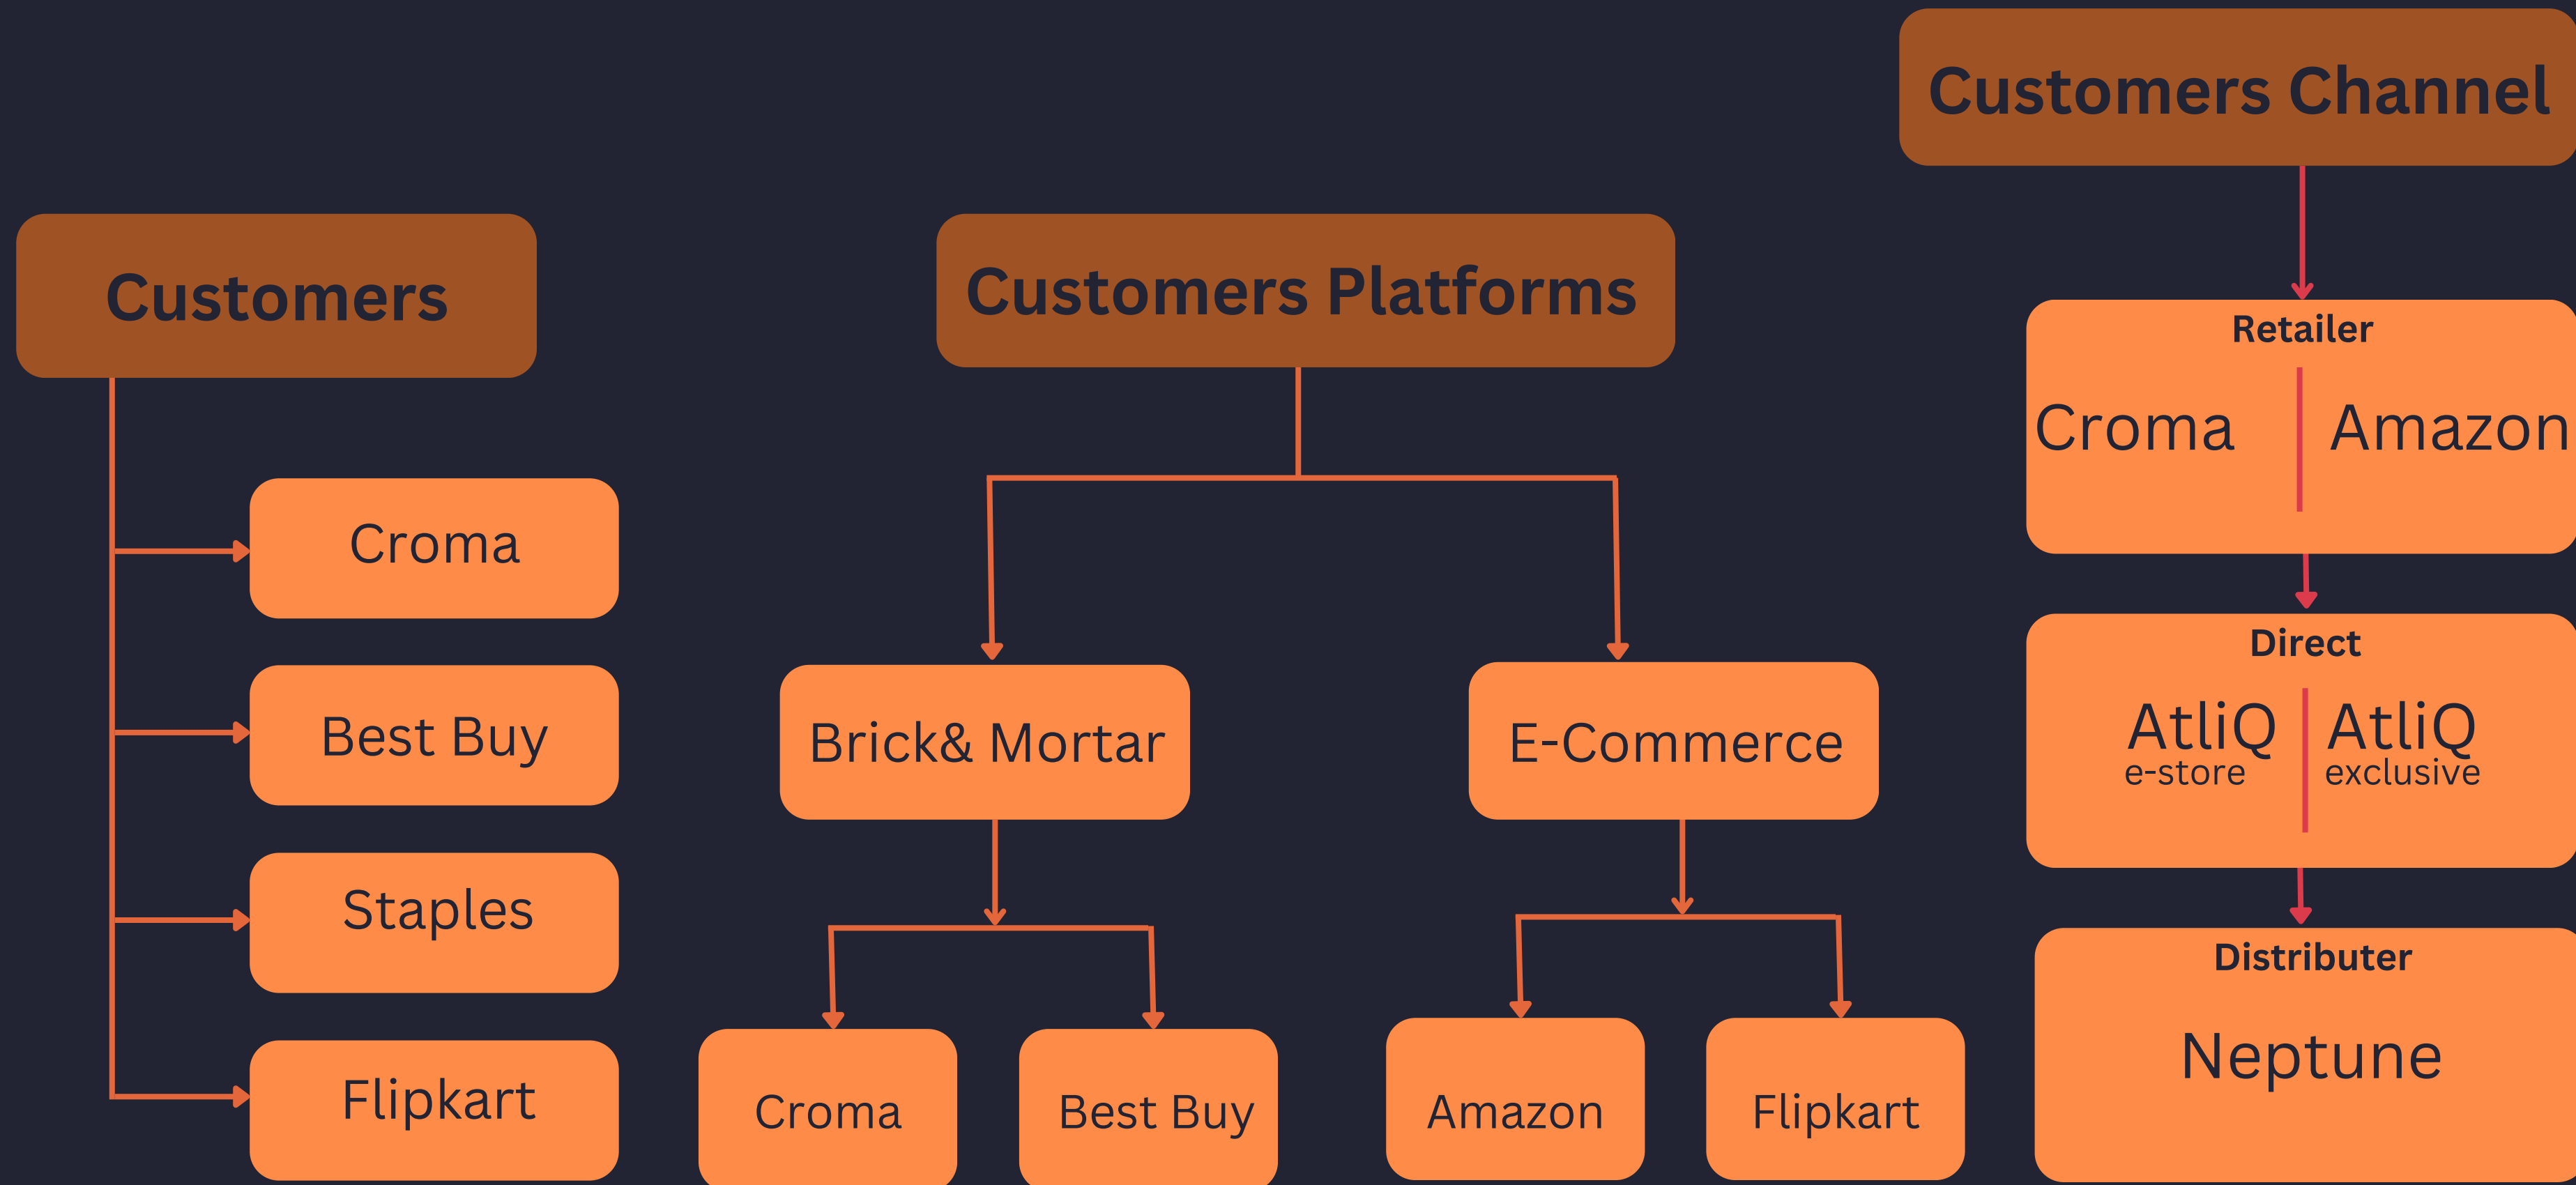 Customers
Croma
Best Buy
Staples
Flipkart
Customers Platforms
Brick& Mortar
E-Commerce
Croma
Best Buy
Amazon
Flipkart
Customers Channel
Retailer
Croma
Amazon
Direct
AtliQ
e-store
AtliQ
exclusive
Distributer
Neptune